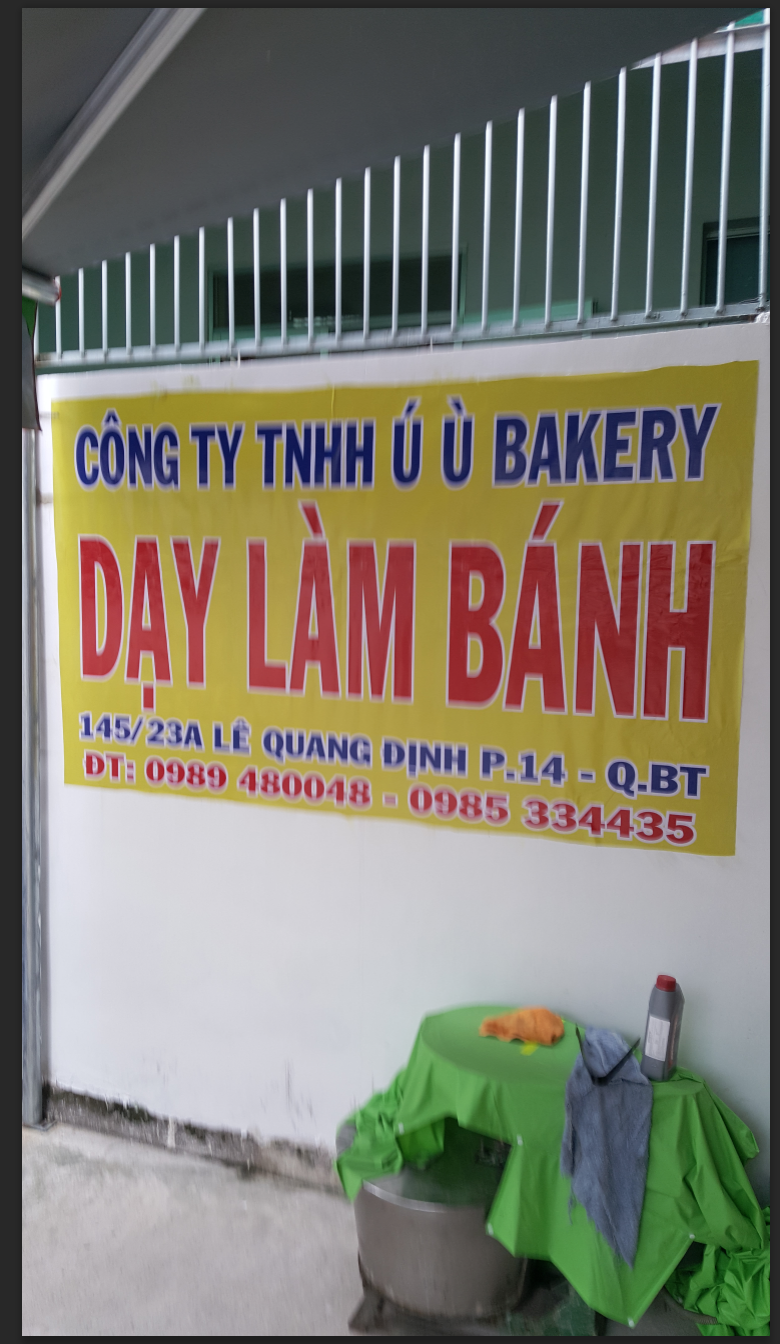 CÔNG TY TNHH Ú Ù BAKERY
DẠY LÀM BÁNH
145/23A LÊ QUANG ĐỊNH P.14 - Q.BT
ĐT: 0989 480048 - 0985 334435